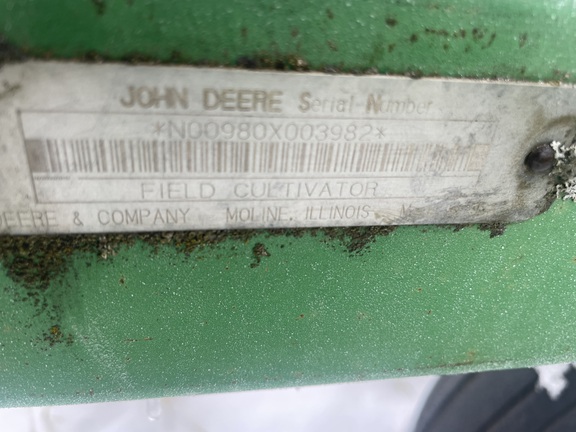 JOHN DEERE Serial Number
*N00980X003982*
FIELD CULTIVATOR
DEERE & COMPANY MOLINE, ILLINOIS